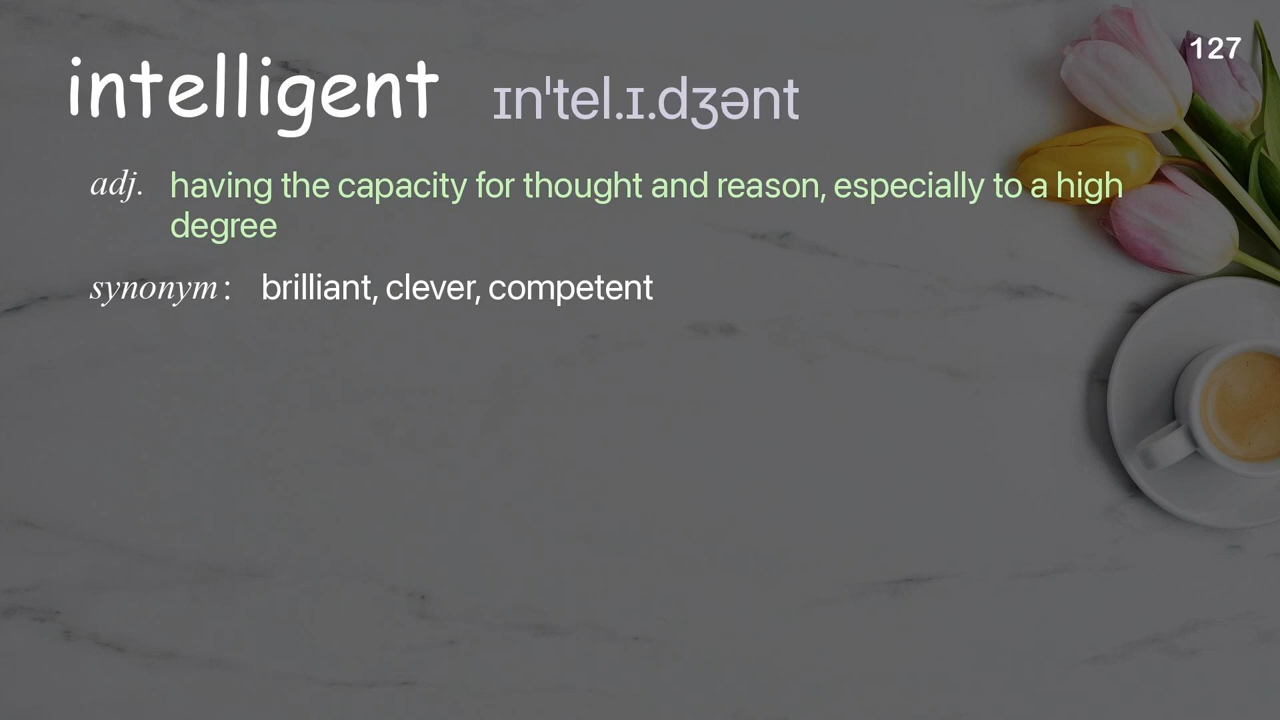 127
intelligent ɪnˈtel.ɪ.dʒənt
adj. having the capacity for thought and reason, especially to a high
degree
synonym : brilliant, clever, competent